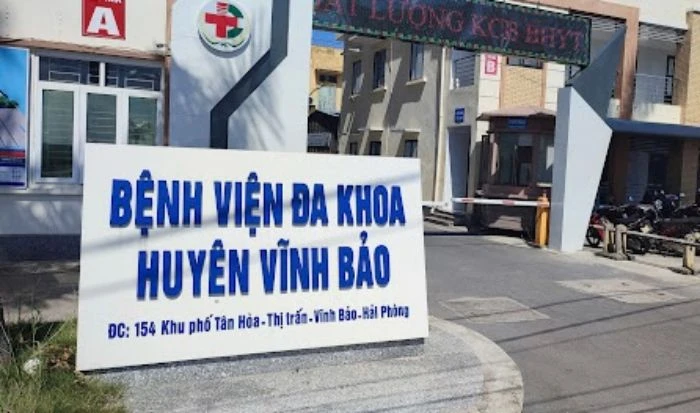 A
LƯỢNG KCB BHYT
B
BỆNH VIỆN ĐA KHOA
HUYỆN VĨNH BẢO
ĐC: 154 Khu phố Tân Hòa - Thị trấn - Vĩnh Bảo - Hải Phòng